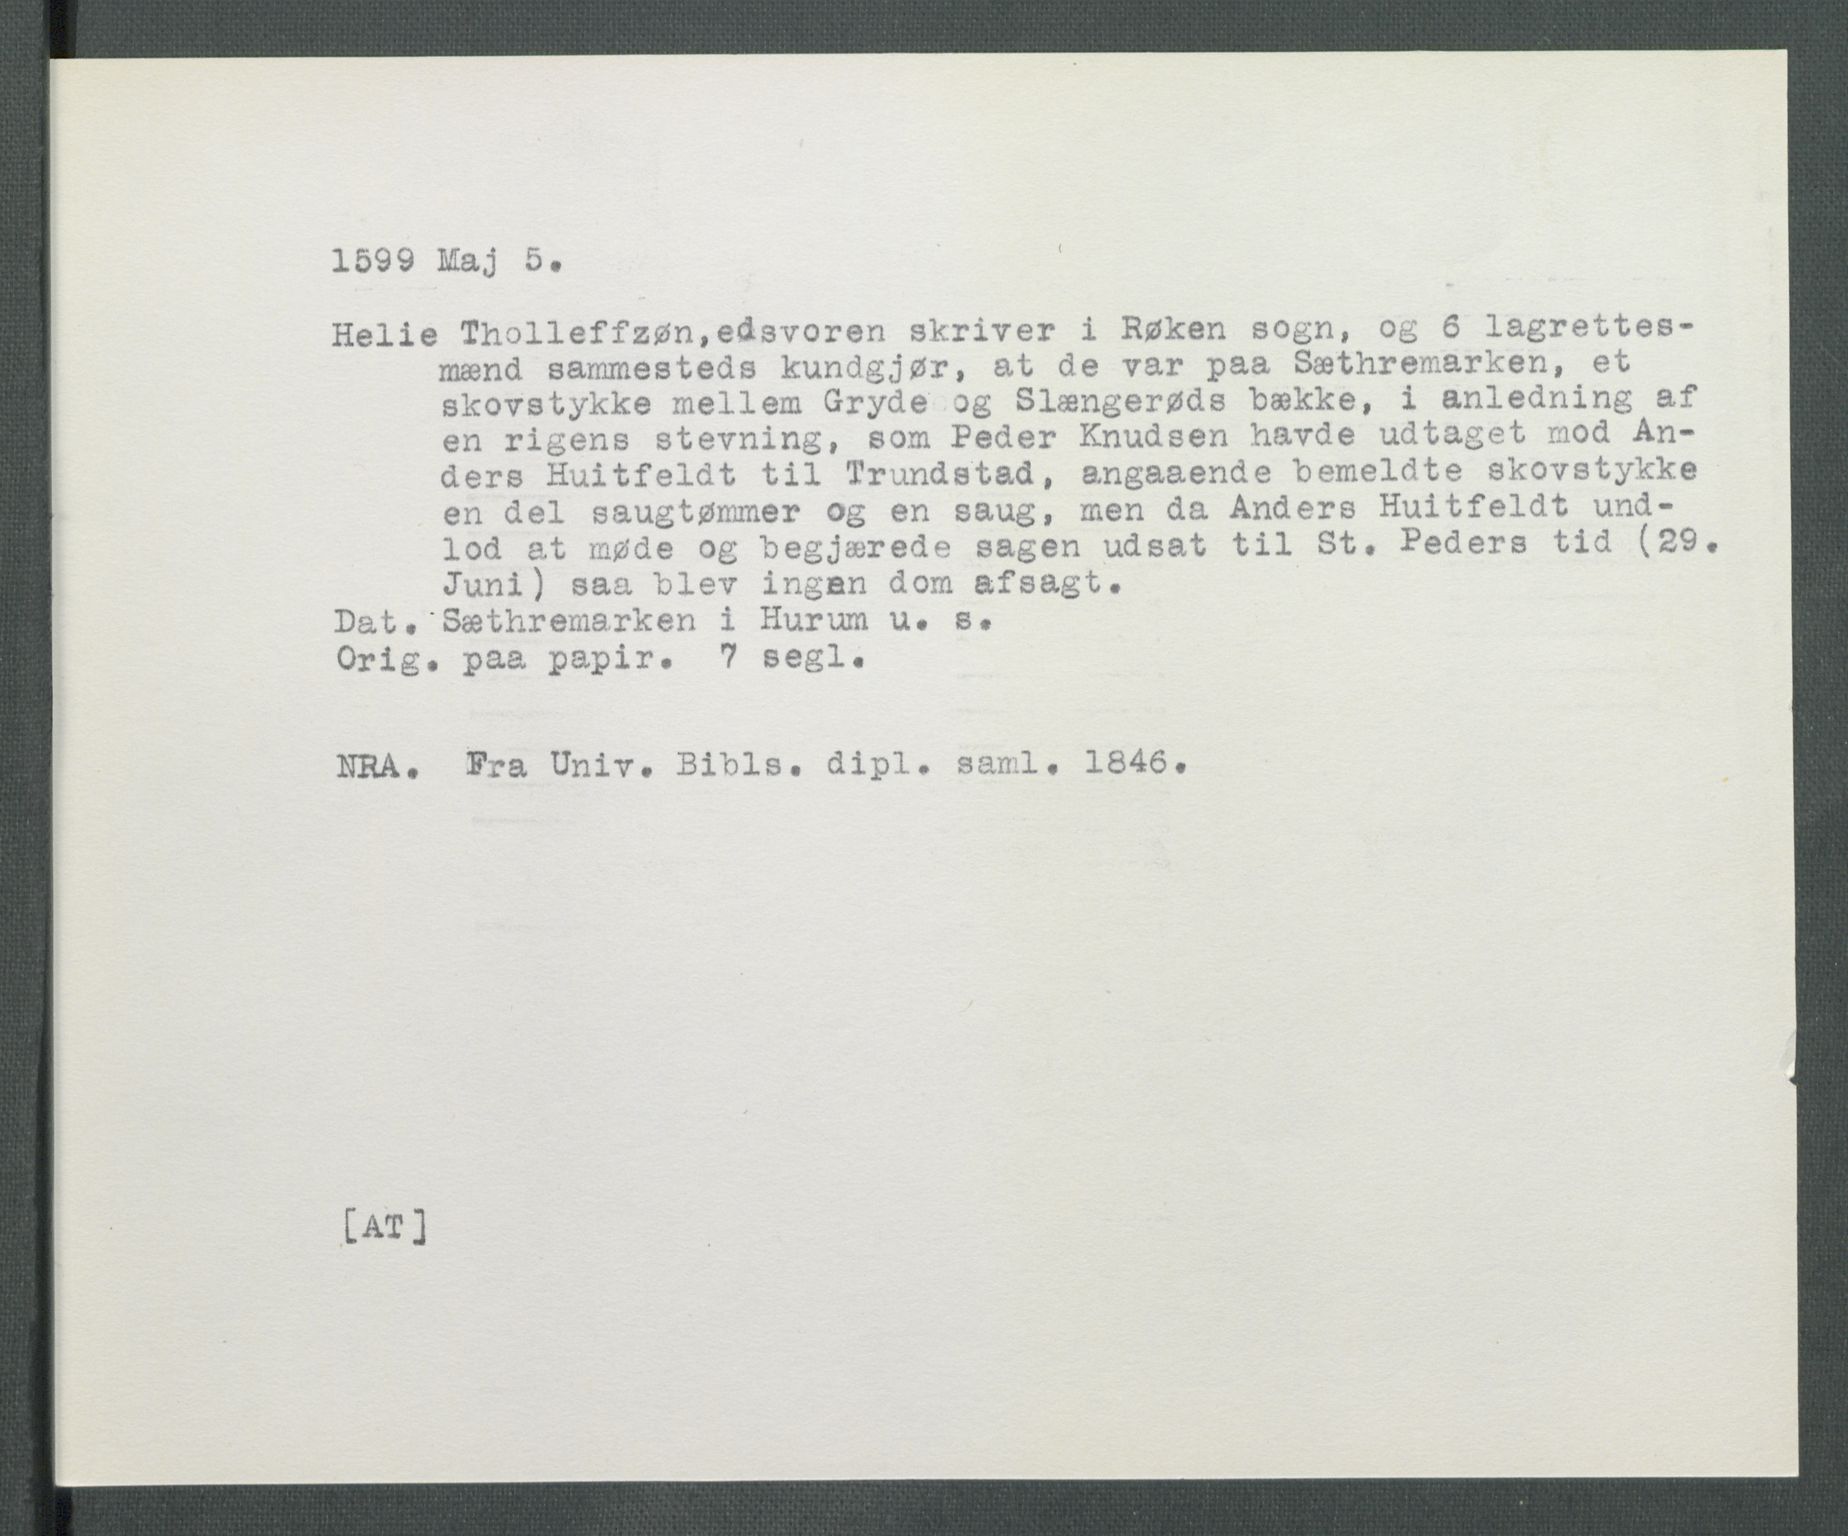 1599 Maj 5.
Helie Tholleffzøn,edsvoren skriver i Røken sogn, og 6 lagrettes-
mænd sammesteds kundgjør, at de var paa Sæthremarken, et
skovstykke mellem Gryde og Slængerøds bække, i anledning af
en rigens stevning, som Peder Knudsen havde udtaget mod An-
ders Huitfeldt til Trundstad, angaaende bemeldte skovstykke
en del saugtømmer og en saug, men da Anders Huitfeldt und-
lod at møde og begjærede sagen udsat til St. Peders tid (29.
Juni) saa blev ingen dom afsagt.
Dat. Sæthremarken i Hurum u. s.
Orig. paa papir. 7 segl.
NRA. Fra Univ. Bibls. dipl. saml. 1846.
[AT]